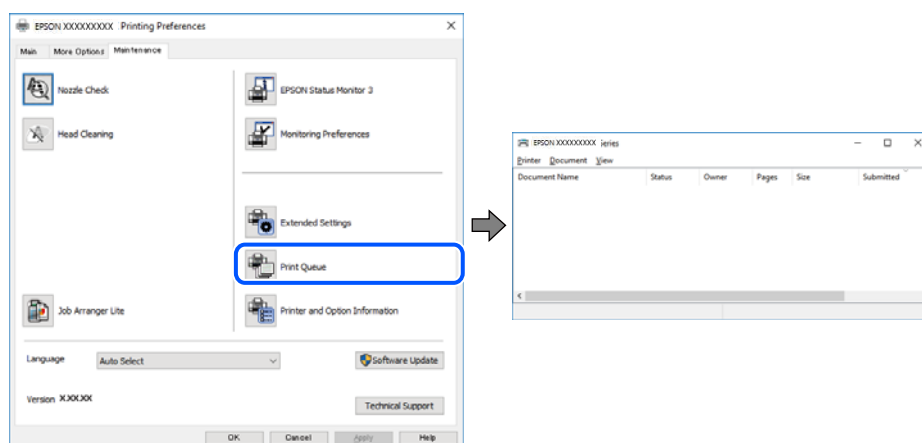 EPSON XXXXXXXXX Printing Preferences
Main More Options Maintenance
Nozzle Check
EPSON Status Monitor 3
Head Cleaning
Monitoring Preferences
Extended Settings
Print Queue
Job Arranger Lite
Printer and Option Information
Language Auto Select
Software Update
Version X.XX.XX
Technical Support
OK Cancel Apply Help
EPSON XXXXXXXXX ieries
Printer Document View
Document Name Status Owner Pages Size Submitted